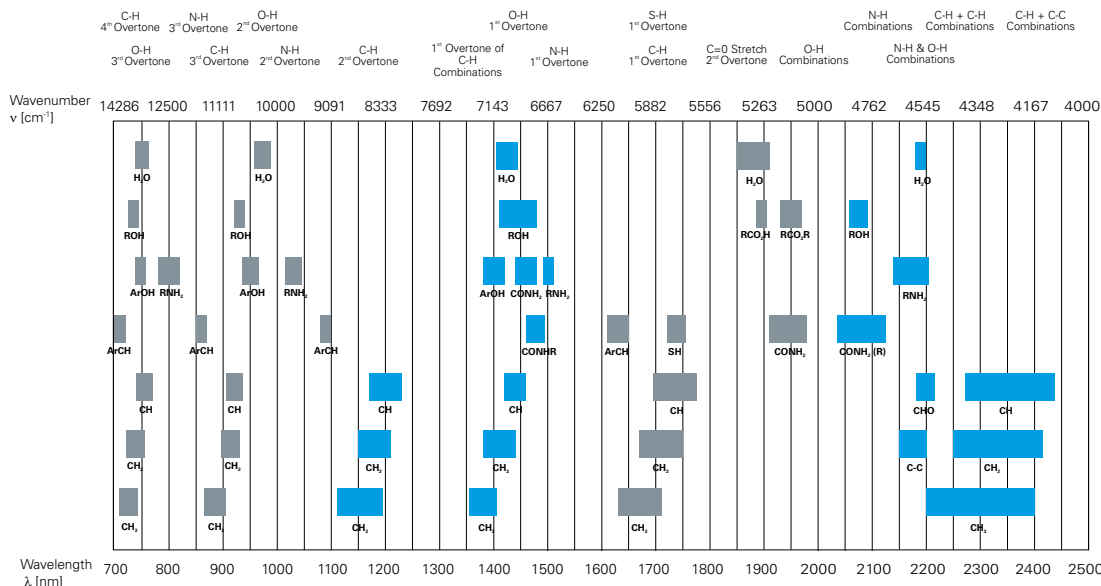 C-H
4th Overtone
N-H
3rd Overtone
O-H
2nd Overtone
O-H
1st Overtone
S-H
1st Overtone
N-H
Combinations
C-H + C-H
Combinations
C-H + C-C
Combinations
O-H
3rd Overtone
C-H
3rd Overtone
N-H
2nd Overtone
C-H
2nd Overtone
1st Overtone of
C-H
Combinations
N-H
1st Overtone
C-H
1st Overtone
C=0 Stretch
2nd Overtone
O-H
Combinations
N-H & O-H
Combinations
Wavenumber
ν [cm⁻¹]
14286 12500 11111 10000 9091 8333 7692 7143 6667 6250 5882 5556 5263 5000 4762 4545 4348 4167 4000
H₂O H₂O H₂O H₂O H₂O
ROH ROH ROH RCO₂H RCO₂R ROH
ArOH RNH₂ ArOH RNH₂ ArOH CONH₂ RNH₂ RNH₂
ArCH ArCH ArCH CONHR ArCH SH CONH₂ CONH₂ (R)
CH CH CH CH CH CHO CH
CH₂ CH₂ CH₂ CH₂ CH₂ C-C CH₂
CH₃ CH₃ CH₃ CH₃ CH₃ CH₃
Wavelength
λ [nm]
700 800 900 1000 1100 1200 1300 1400 1500 1600 1700 1800 1900 2000 2100 2200 2300 2400 2500